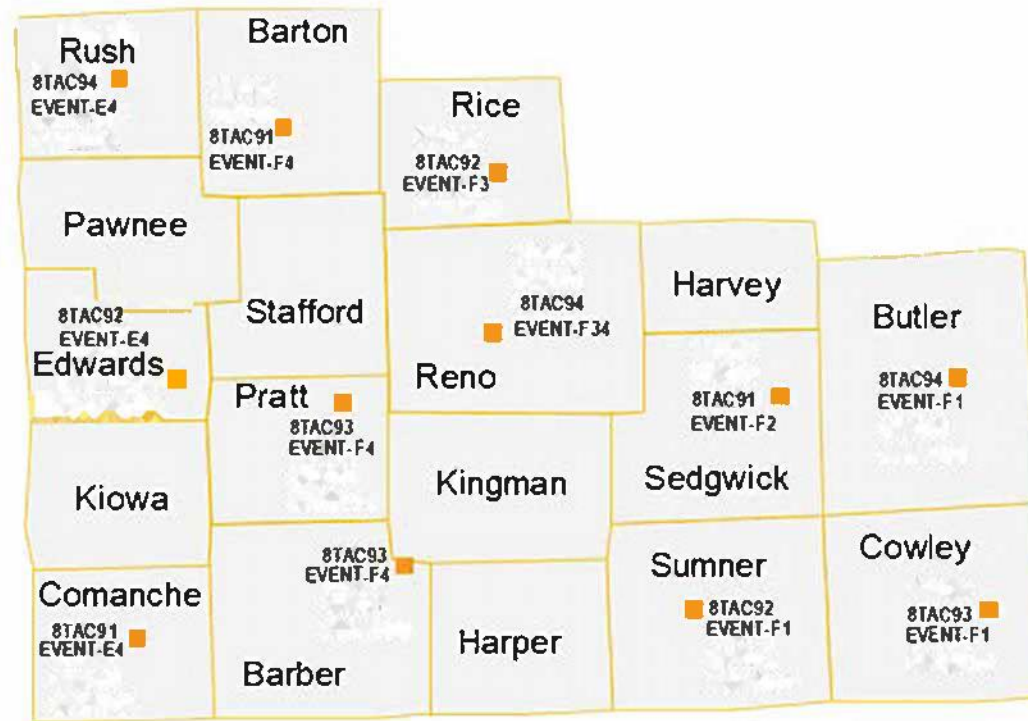 Rush
8TAC94
EVENT-E4
Barton
8TAC91
EVENT-F4
Rice
8TAC92
EVENT-F3
Pawnee
Stafford
8TAC92
EVENT-E4
Edwards
Pratt
8TAC93
EVENT-F4
8TAC94
EVENT-F34
Reno
Harvey
Butler
8TAC94
EVENT-F1
8TAC91
EVENT-F2
Sedgwick
Kiowa
Kingman
8TAC93
EVENT-F4
Barber
Comanche
8TAC91
EVENT-E4
Harper
Sumner
8TAC92
EVENT-F1
Cowley
8TAC93
EVENT-F1